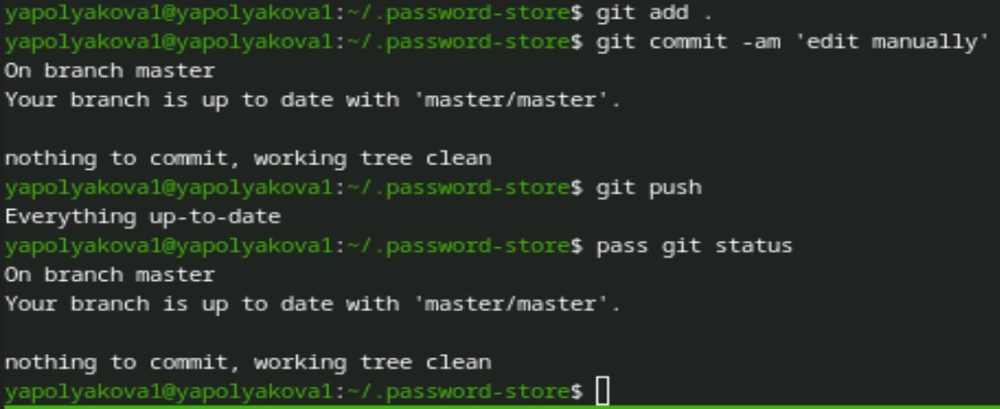 yapolyakova1@yapolyakova1:~/.password-store$ git add .
yapolyakova1@yapolyakova1:~/.password-store$ git commit -am 'edit manually'
On branch master
Your branch is up to date with 'master/master'.
nothing to commit, working tree clean
yapolyakova1@yapolyakova1:~/.password-store$ git push
Everything up-to-date
yapolyakova1@yapolyakova1:~/.password-store$ pass git status
On branch master
Your branch is up to date with 'master/master'.
nothing to commit, working tree clean
yapolyakova1@yapolyakova1:~/.password-store$